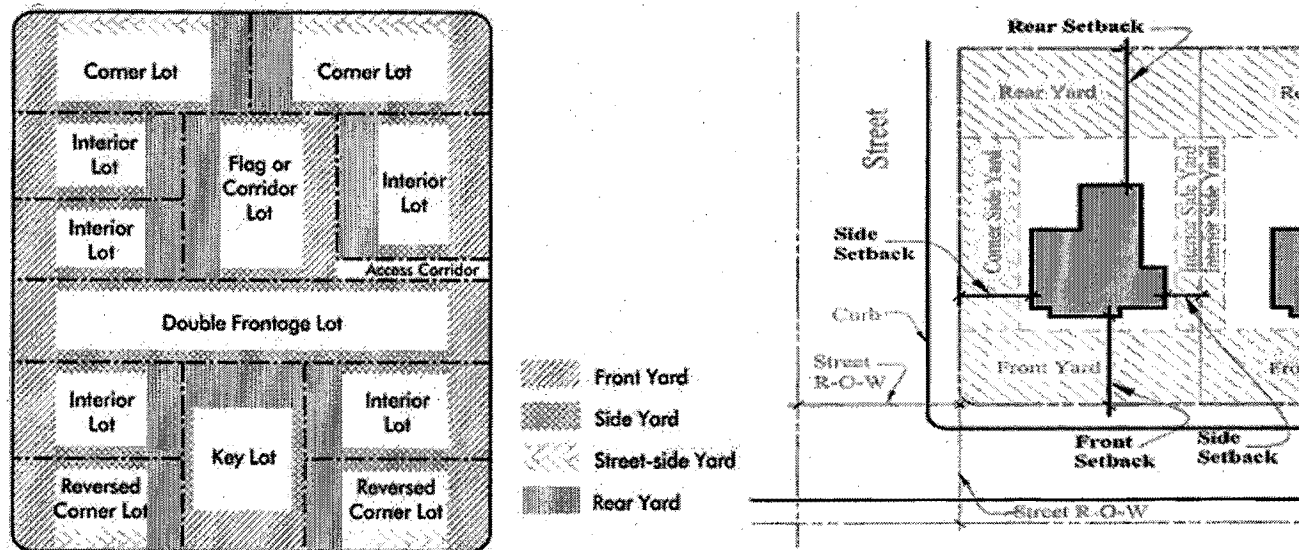 Corner Lot
Corner Lot
Interior
Lot
Flag or
Corridor
Lot
Interior
Lot
Interior
Lot
Access Corridor
Double Frontage Lot
Interior
Lot
Key Lot
Interior
Lot
Reversed
Corner Lot
Reversed
Corner Lot
Front Yard
Side Yard
Street-side Yard
Rear Yard
Rear Setback
Rear Yard
Re
Street
Corner Side Yard
Interior Side Yard
Interior Side Yard
Side
Setback
Curb
Street
R-O-W
Front Yard
Fro
Front
Setback
Side
Setback
Street R-O-W